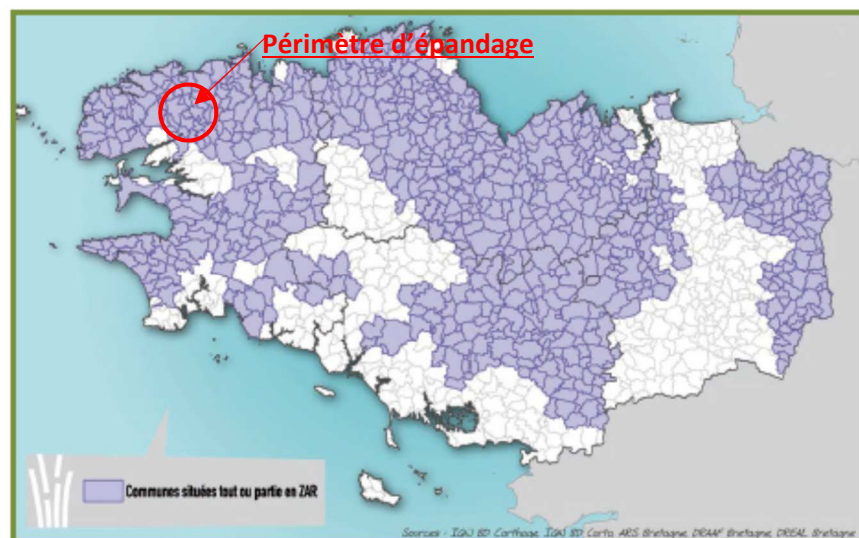 Périmètre d'épandage
Communes situées tout ou partie en ZAR
Sources - IGN BD Carthage, IGN BD Carto, ARS Bretagne, DRAAF Bretagne, DREAL Bretagne